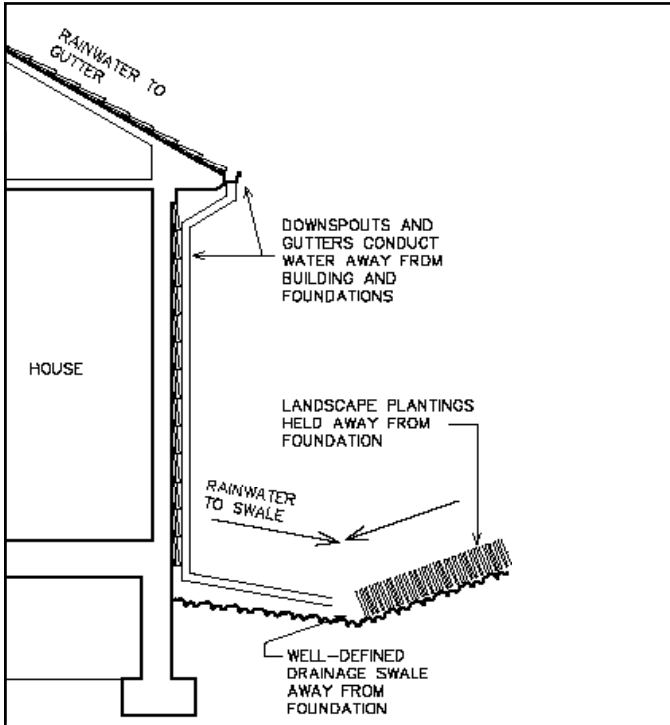 RAINWATER TO
GUTTER
DOWNSPOUTS AND
GUTTERS CONDUCT
WATER AWAY FROM
BUILDING AND
FOUNDATIONS
HOUSE
LANDSCAPE PLANTINGS
HELD AWAY FROM
FOUNDATION
RAINWATER
TO SWALE
WELL-DEFINED
DRAINAGE SWALE
AWAY FROM
FOUNDATION